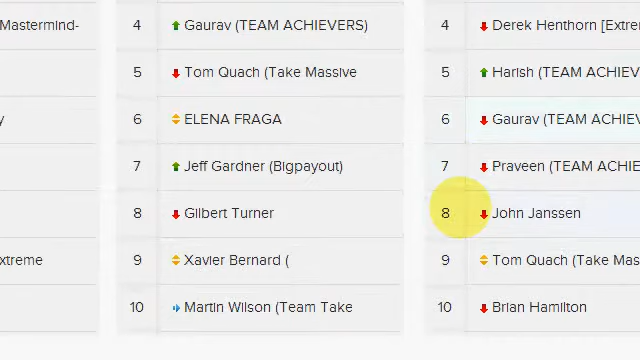 Mastermind-
y
xtreme
4 Gaurav (TEAM ACHIEVERS)
5 Tom Quach (Take Massive
6 ELENA FRAGA
7 Jeff Gardner (Bigpayout)
8 Gilbert Turner
9 Xavier Bernard (
10 Martin Wilson (Team Take
4 Derek Henthorn [Extrem
5 Harish (TEAM ACHIEV
6 Gaurav (TEAM ACHIEV
7 Praveen (TEAM ACHIE
8 John Janssen
9 Tom Quach (Take Mas
10 Brian Hamilton